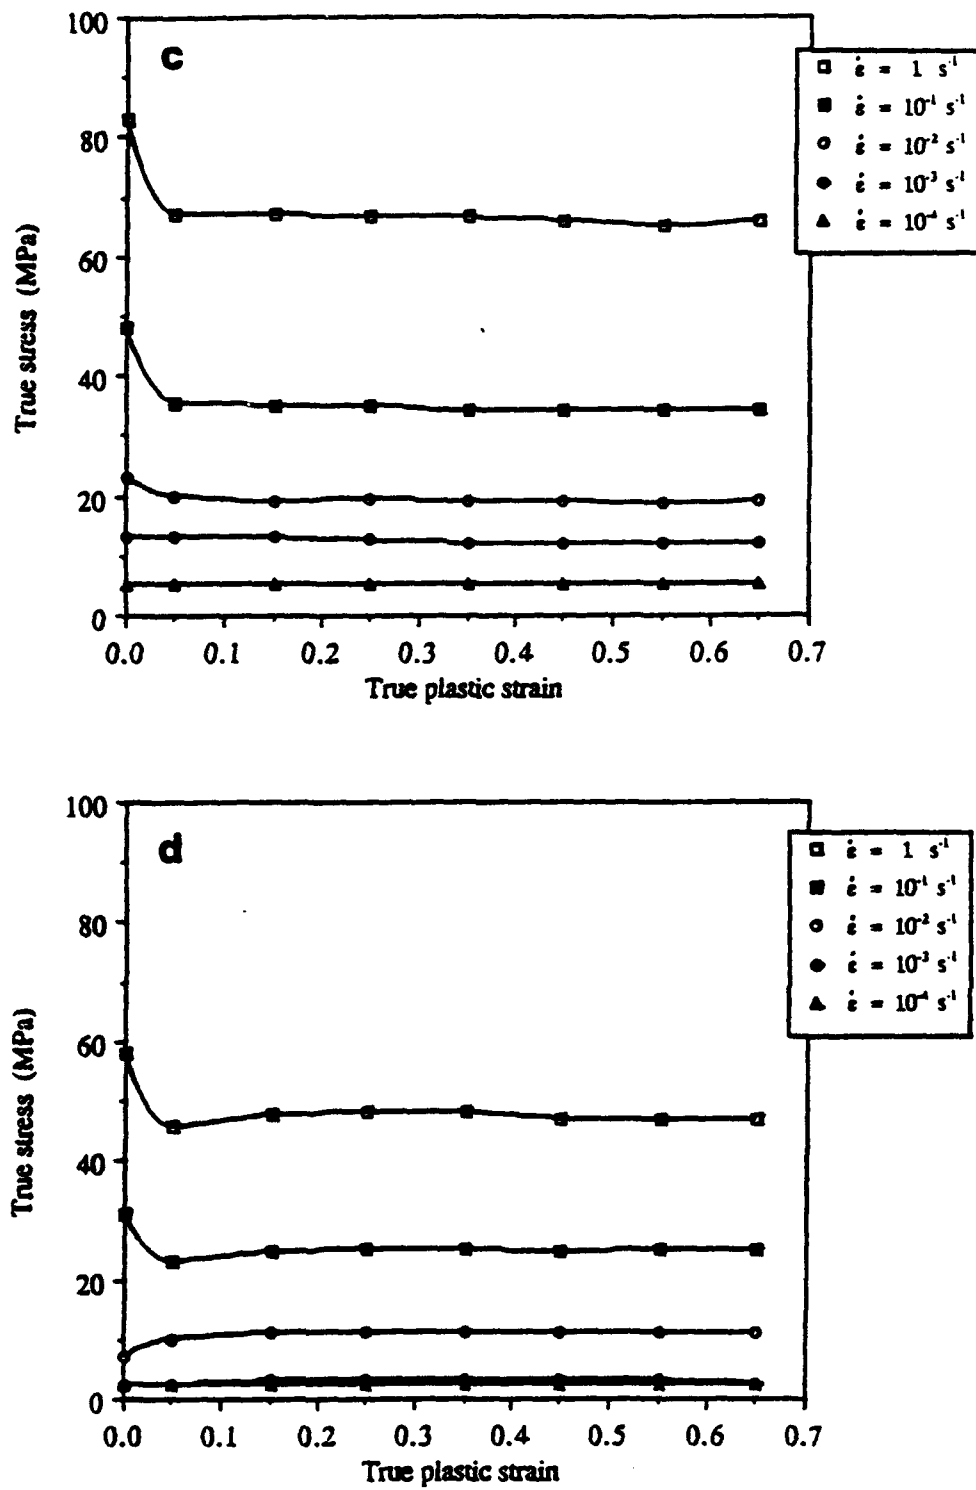 c
100
80
60
40
20
0
True stress (MPa)
0.0 0.1 0.2 0.3 0.4 0.5 0.6 0.7
True plastic strain
ε̇ = 1 s⁻¹
ε̇ = 10⁻¹ s⁻¹
ε̇ = 10⁻² s⁻¹
ε̇ = 10⁻³ s⁻¹
ε̇ = 10⁻⁴ s⁻¹
d
100
80
60
40
20
0
True stress (MPa)
0.0 0.1 0.2 0.3 0.4 0.5 0.6 0.7
True plastic strain
ε̇ = 1 s⁻¹
ε̇ = 10⁻¹ s⁻¹
ε̇ = 10⁻² s⁻¹
ε̇ = 10⁻³ s⁻¹
ε̇ = 10⁻⁴ s⁻¹